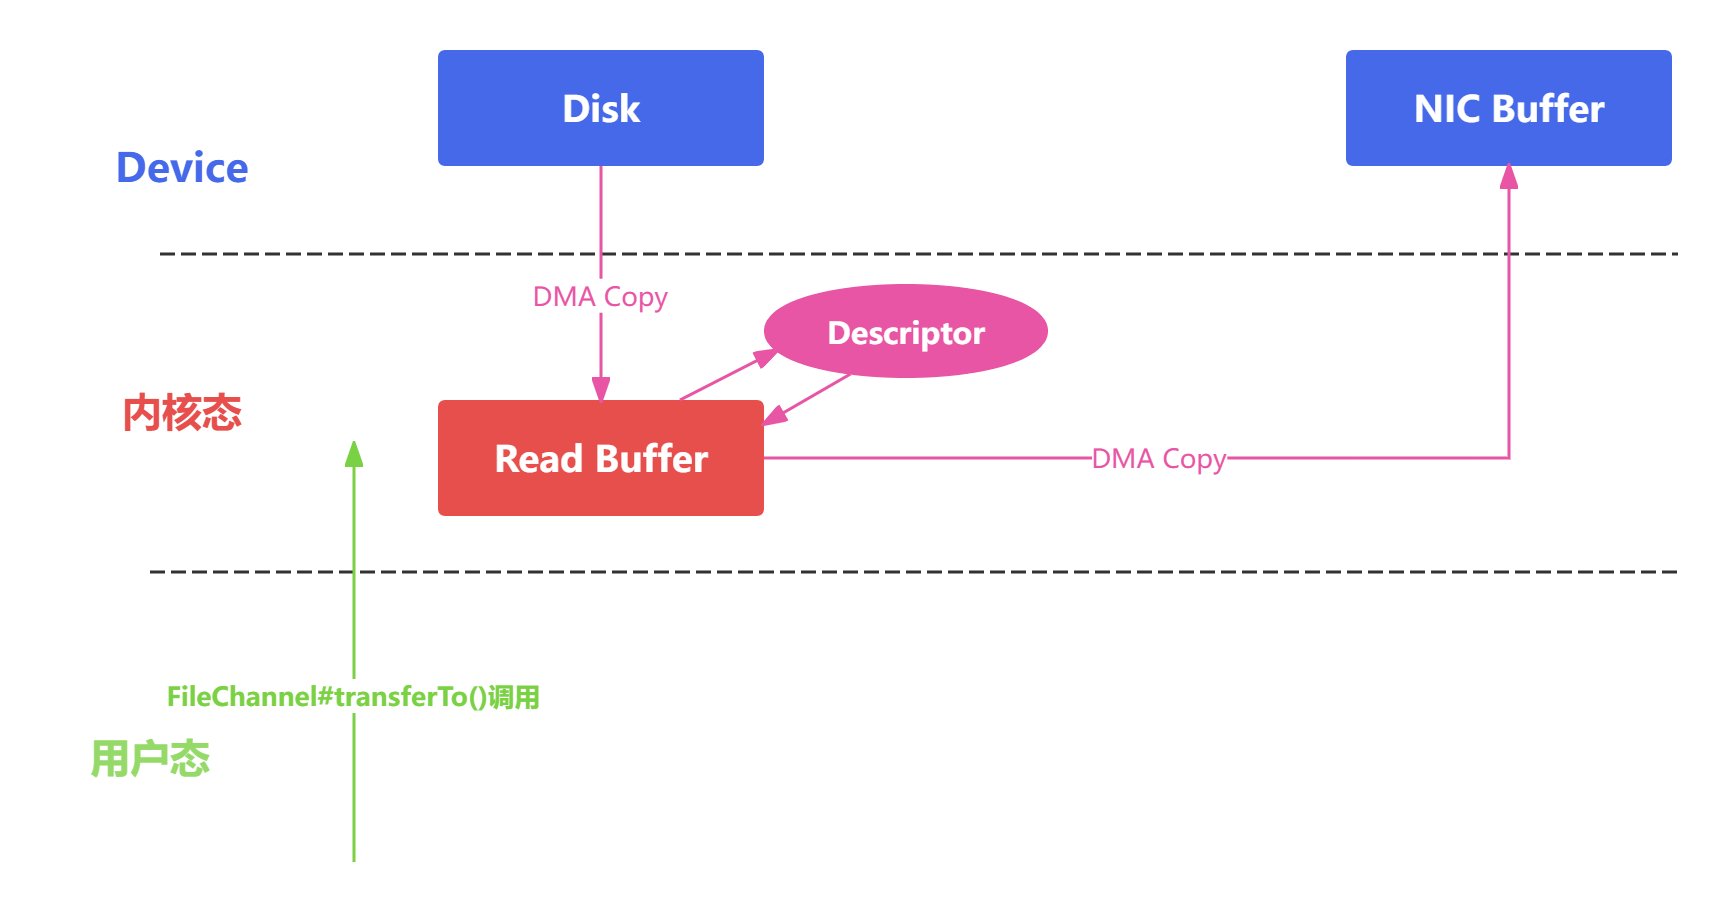 Disk
NIC Buffer
Device
DMA Copy
Descriptor
内核态
Read Buffer
DMA Copy
FileChannel#transferTo()调用
用户态